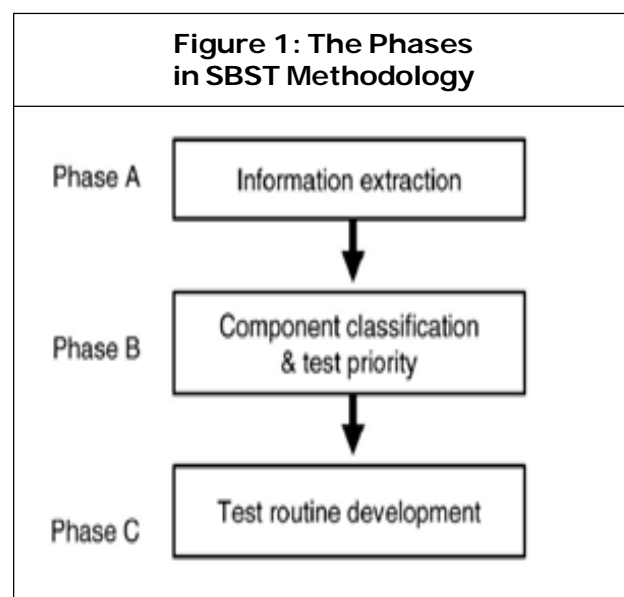 Figure 1: The Phases
in SBST Methodology
Phase A
Information extraction
Phase B
Component classification
& test priority
Phase C
Test routine development